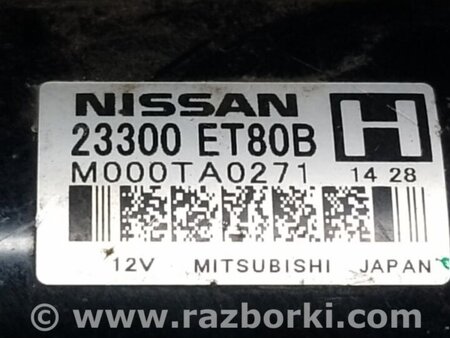 NISSAN
23300 ET80B H
M000TA0271 14 28
12V MITSUBISHI JAPAN
© www.razborki.com